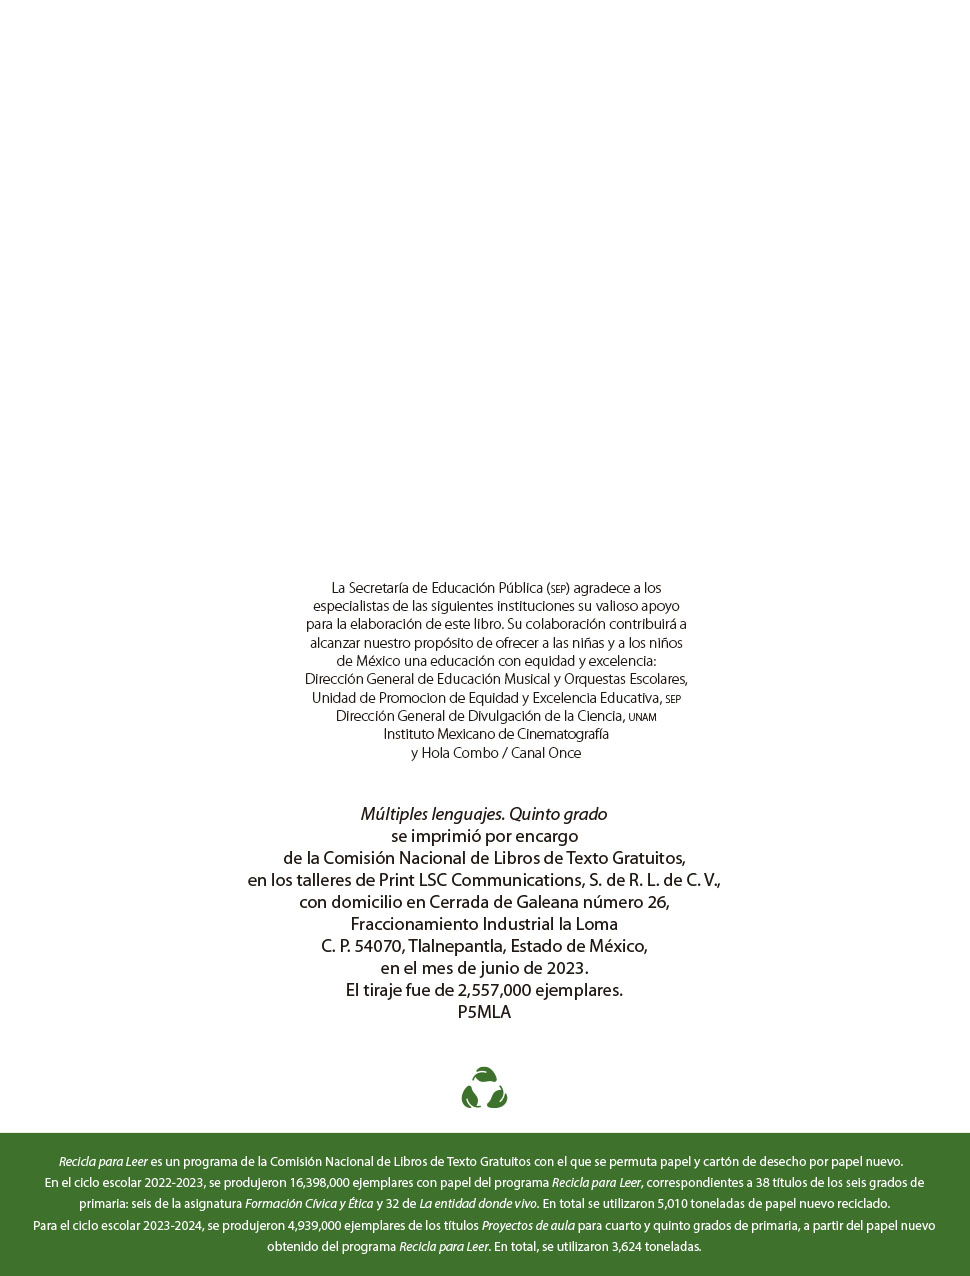 La Secretaría de Educación Pública (SEP) agradece a los
especialistas de las siguientes instituciones su valioso apoyo
para la elaboración de este libro. Su colaboración contribuirá a
alcanzar nuestro propósito de ofrecer a las niñas y a los niños
de México una educación con equidad y excelencia:
Dirección General de Educación Musical y Orquestas Escolares,
Unidad de Promocion de Equidad y Excelencia Educativa, SEP
Dirección General de Divulgación de la Ciencia, UNAM
Instituto Mexicano de Cinematografía
y Hola Combo / Canal Once
Múltiples lenguajes. Quinto grado
se imprimió por encargo
de la Comisión Nacional de Libros de Texto Gratuitos,
en los talleres de Print LSC Communications, S. de R. L. de C. V.,
con domicilio en Cerrada de Galeana número 26,
Fraccionamiento Industrial la Loma
C. P. 54070, Tlalnepantla, Estado de México,
en el mes de junio de 2023.
El tiraje fue de 2,557,000 ejemplares.
P5MLA
Recicla para Leer es un programa de la Comisión Nacional de Libros de Texto Gratuitos con el que se permuta papel y cartón de desecho por papel nuevo.
En el ciclo escolar 2022-2023, se produjeron 16,398,000 ejemplares con papel del programa Recicla para Leer, correspondientes a 38 títulos de los seis grados de
primaria: seis de la asignatura Formación Cívica y Ética y 32 de La entidad donde vivo. En total se utilizaron 5,010 toneladas de papel nuevo reciclado.
Para el ciclo escolar 2023-2024, se produjeron 4,939,000 ejemplares de los títulos Proyectos de aula para cuarto y quinto grados de primaria, a partir del papel nuevo
obtenido del programa Recicla para Leer. En total, se utilizaron 3,624 toneladas.